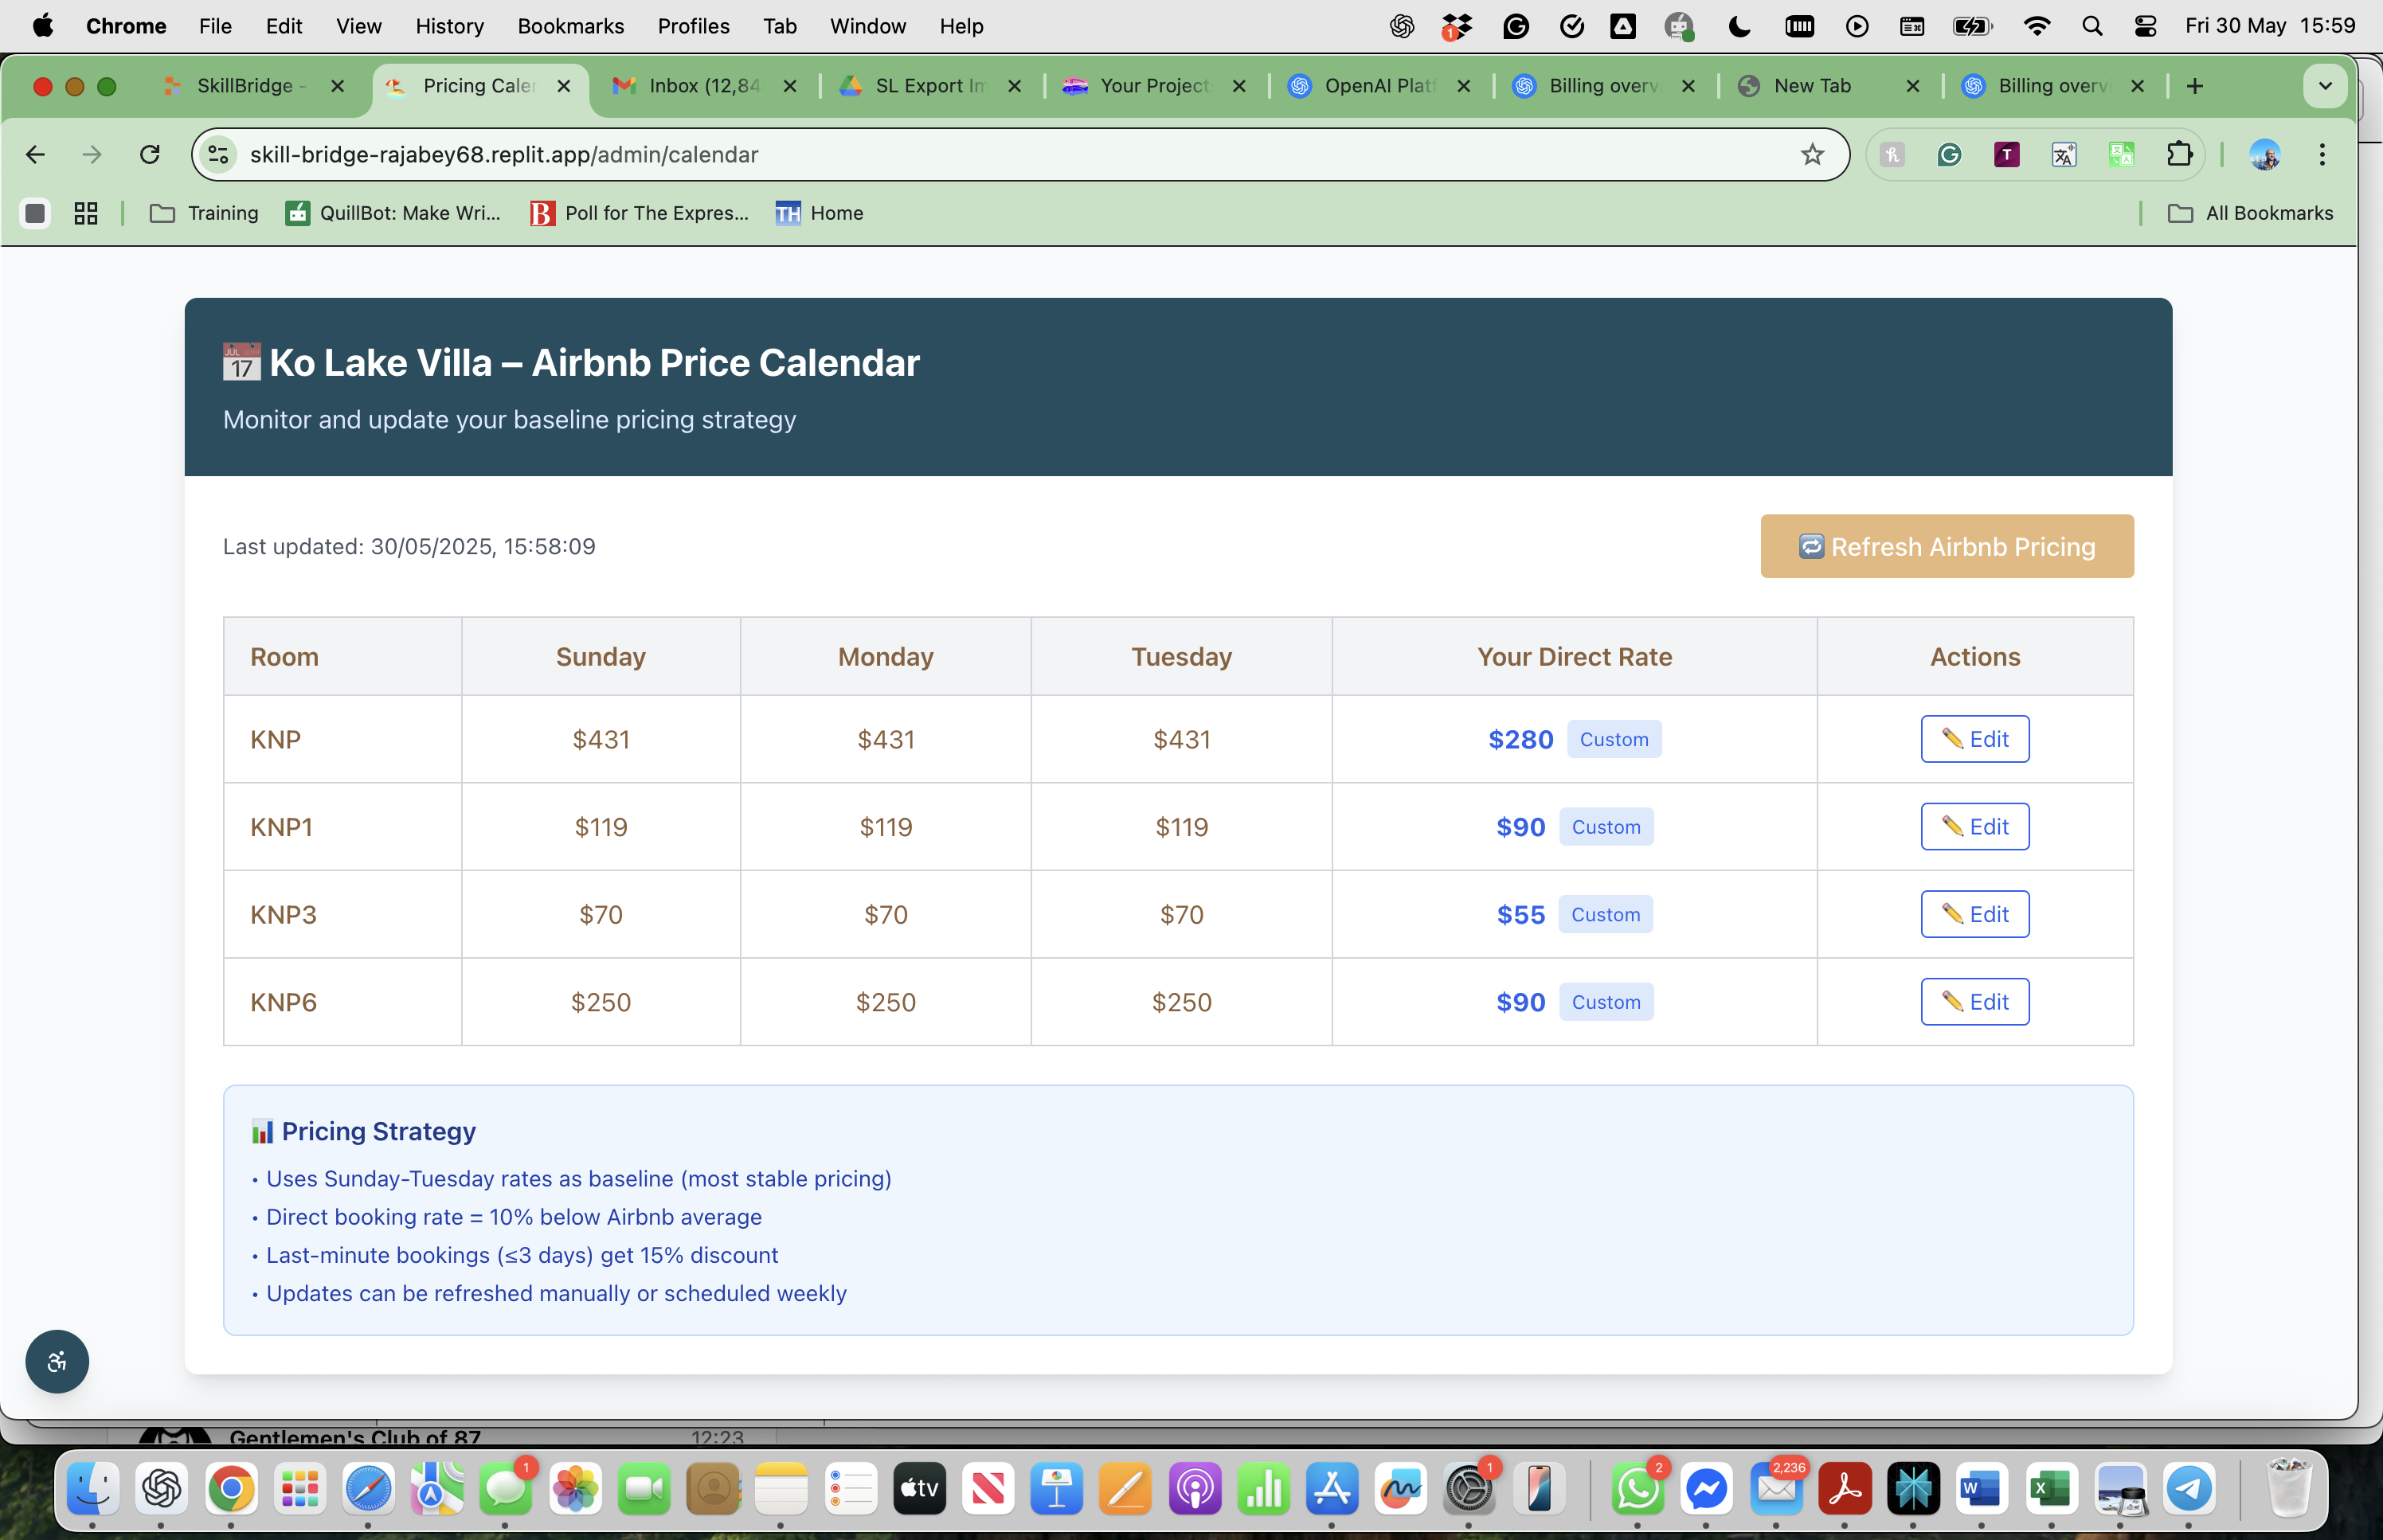 Chrome File Edit View History Bookmarks Profiles Tab Window Help 1 Fri 30 May 15:59
SkillBridge - Pricing Caler Inbox (12,84 SL Export Im Your Project OpenAI Platf Billing overv New Tab Billing overv
skill-bridge-rajabey68.replit.app/admin/calendar
Training QuillBot: Make Wri... B Poll for The Expres... TH Home All Bookmarks
JUL 17 Ko Lake Villa – Airbnb Price Calendar
Monitor and update your baseline pricing strategy
Last updated: 30/05/2025, 15:58:09 Refresh Airbnb Pricing
Room Sunday Monday Tuesday Your Direct Rate Actions
KNP $431 $431 $431 $280 Custom Edit
KNP1 $119 $119 $119 $90 Custom Edit
KNP3 $70 $70 $70 $55 Custom Edit
KNP6 $250 $250 $250 $90 Custom Edit
Pricing Strategy
• Uses Sunday-Tuesday rates as baseline (most stable pricing)
• Direct booking rate = 10% below Airbnb average
• Last-minute bookings (≤3 days) get 15% discount
• Updates can be refreshed manually or scheduled weekly
Gentlemen's Club of 87 12:23
1 tv 1 2 2,236 W X